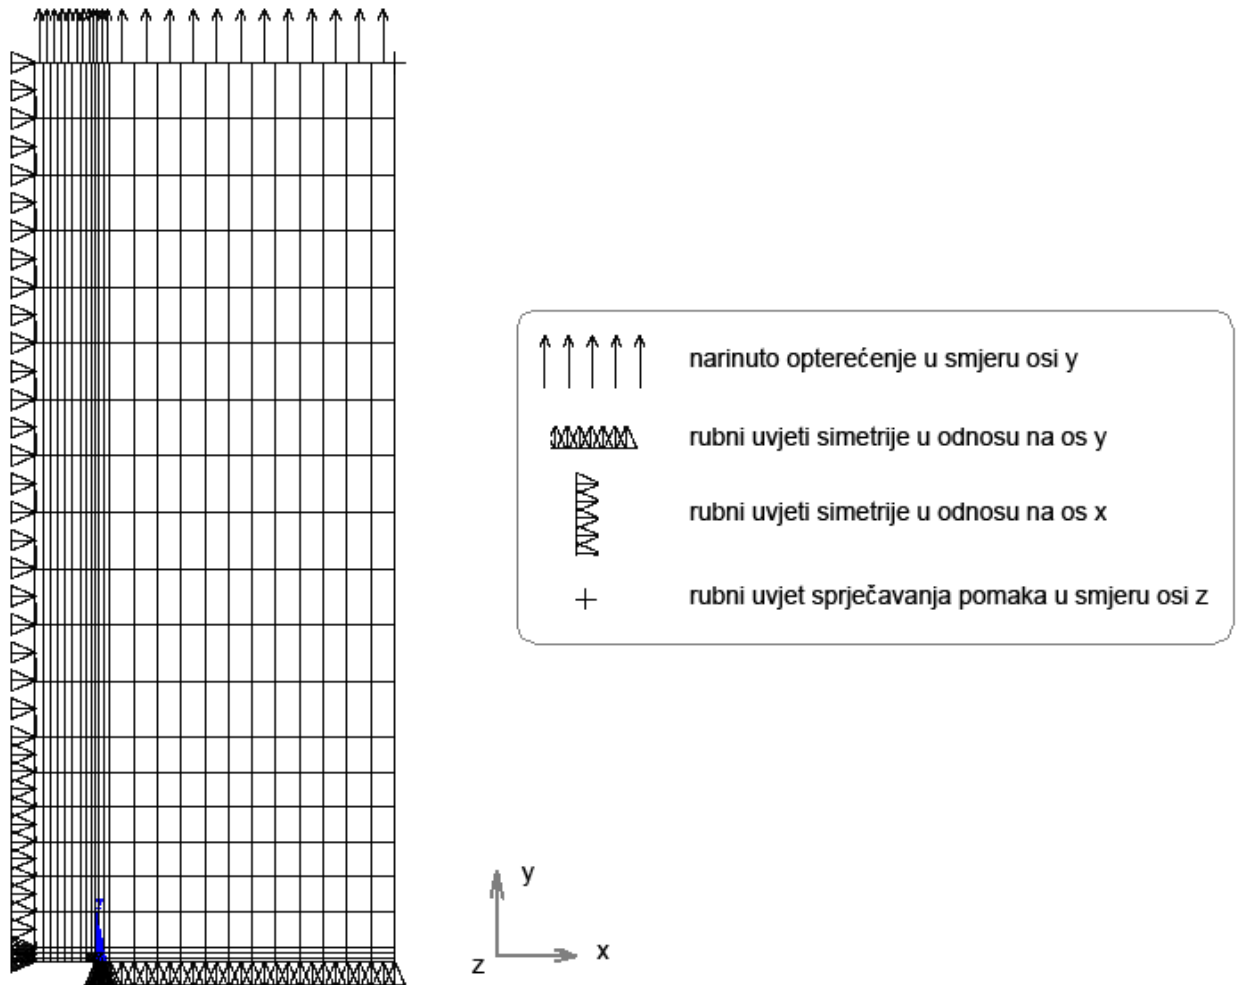 narinuto opterećenje u smjeru osi y
rubni uvjeti simetrije u odnosu na os y
rubni uvjeti simetrije u odnosu na os x
rubni uvjet sprječavanja pomaka u smjeru osi z
y
x
z